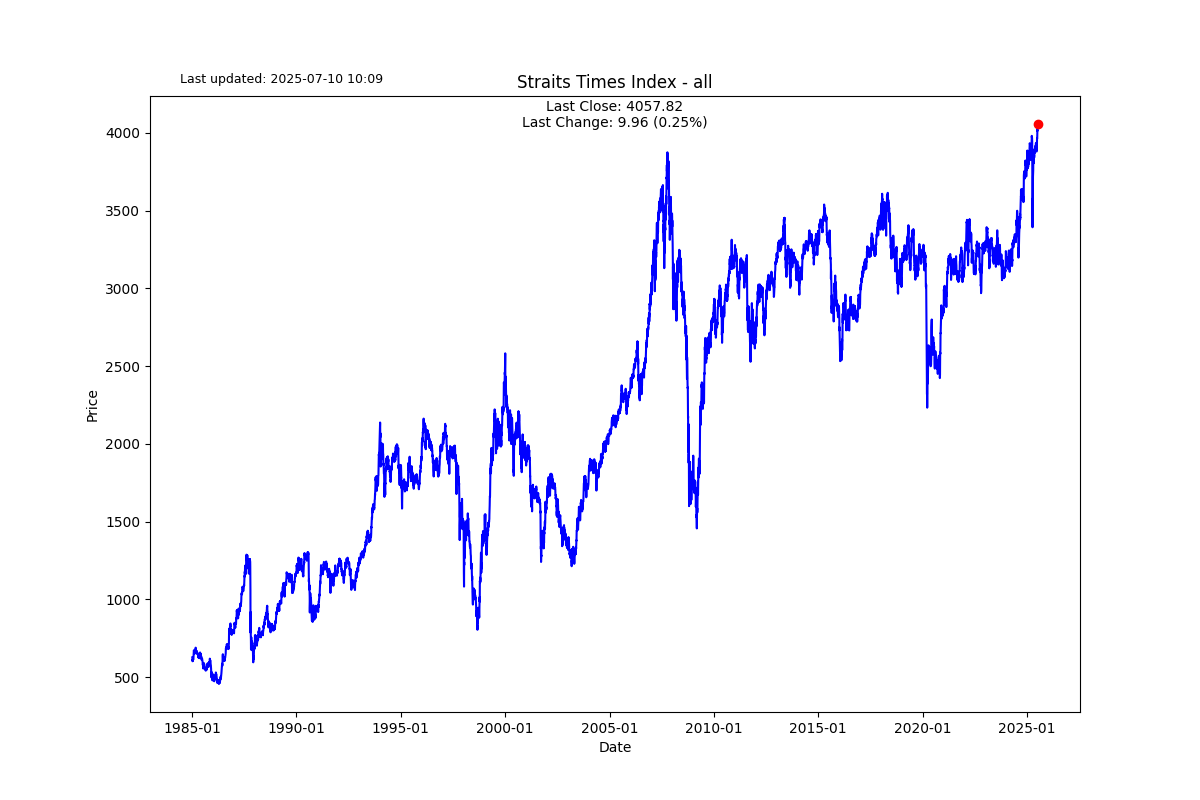 Last updated: 2025-07-10 10:09
Straits Times Index - all
Last Close: 4057.82
Last Change: 9.96 (0.25%)
4000
3500
3000
2500
2000
1500
1000
500
Price
1985-01
1990-01
1995-01
2000-01
2005-01
2010-01
2015-01
2020-01
2025-01
Date